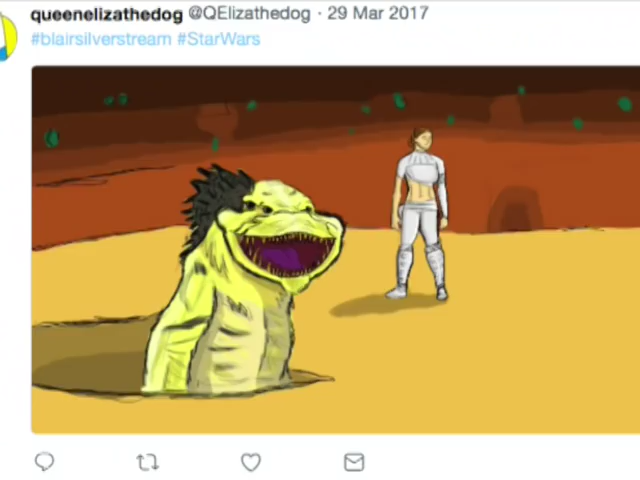 queenelizathedog @QElizathedog · 29 Mar 2017
#blairsilverstream #StarWars